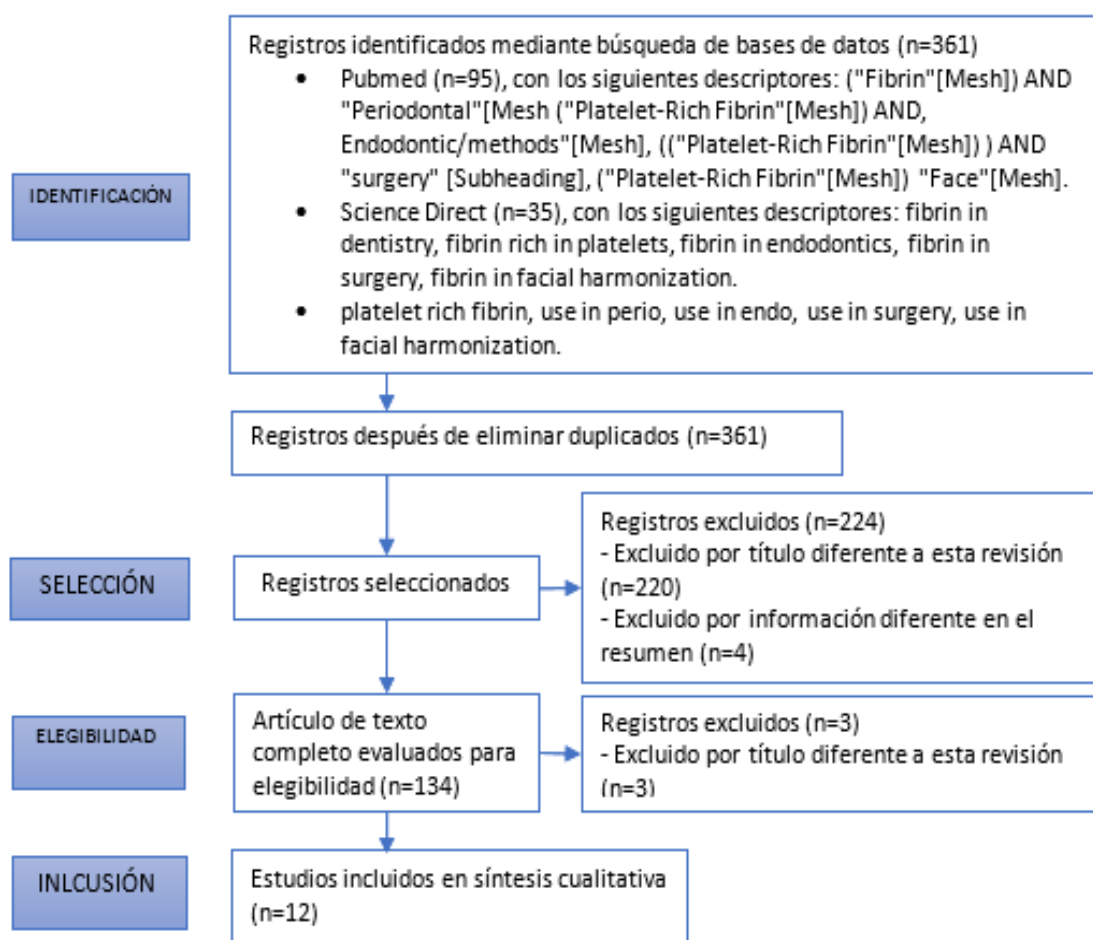 Registros identificados mediante búsqueda de bases de datos (n=361)
• Pubmed (n=95), con los siguientes descriptores: ("Fibrin"[Mesh]) AND
"Periodontal"[Mesh ("Platelet-Rich Fibrin"[Mesh]) AND,
Endodontic/methods"[Mesh], (("Platelet-Rich Fibrin"[Mesh]) ) AND
"surgery" [Subheading], ("Platelet-Rich Fibrin"[Mesh]) "Face"[Mesh].
• Science Direct (n=35), con los siguientes descriptores: fibrin in
dentistry, fibrin rich in platelets, fibrin in endodontics, fibrin in
surgery, fibrin in facial harmonization.
• platelet rich fibrin, use in perio, use in endo, use in surgery, use in
facial harmonization.
IDENTIFICACIÓN
Registros después de eliminar duplicados (n=361)
SELECCIÓN
Registros seleccionados
Registros excluidos (n=224)
- Excluido por título diferente a esta revisión
(n=220)
- Excluido por información diferente en el
resumen (n=4)
ELEGIBILIDAD
Artículo de texto
completo evaluados para
elegibilidad (n=134)
Registros excluidos (n=3)
- Excluido por título diferente a esta revisión
(n=3)
INLCUSIÓN
Estudios incluidos en síntesis cualitativa
(n=12)